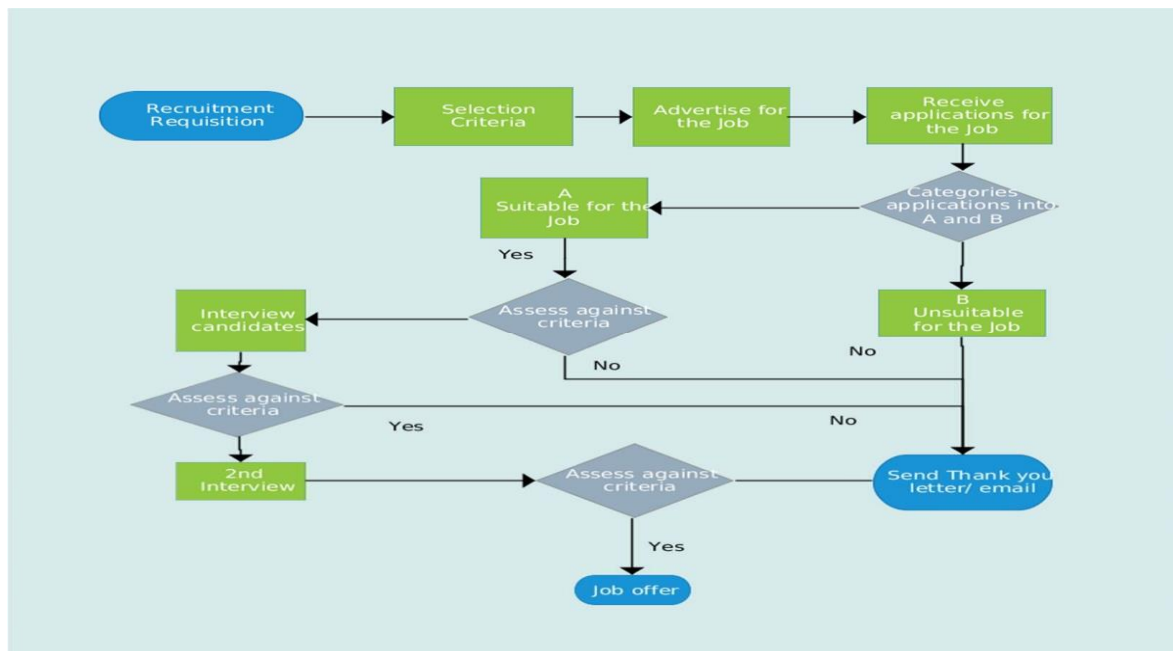 Recruitment
Requisition
Selection
Criteria
Advertise for
the Job
Receive
applications for
the Job
Categories
applications into
A and B
A
Suitable for the
Job
Yes
Assess against
criteria
Interview
candidates
B
Unsuitable
for the Job
No
No
Assess against
criteria
Yes
No
2nd
Interview
Assess against
criteria
Send Thank you
letter/ email
Yes
Job offer